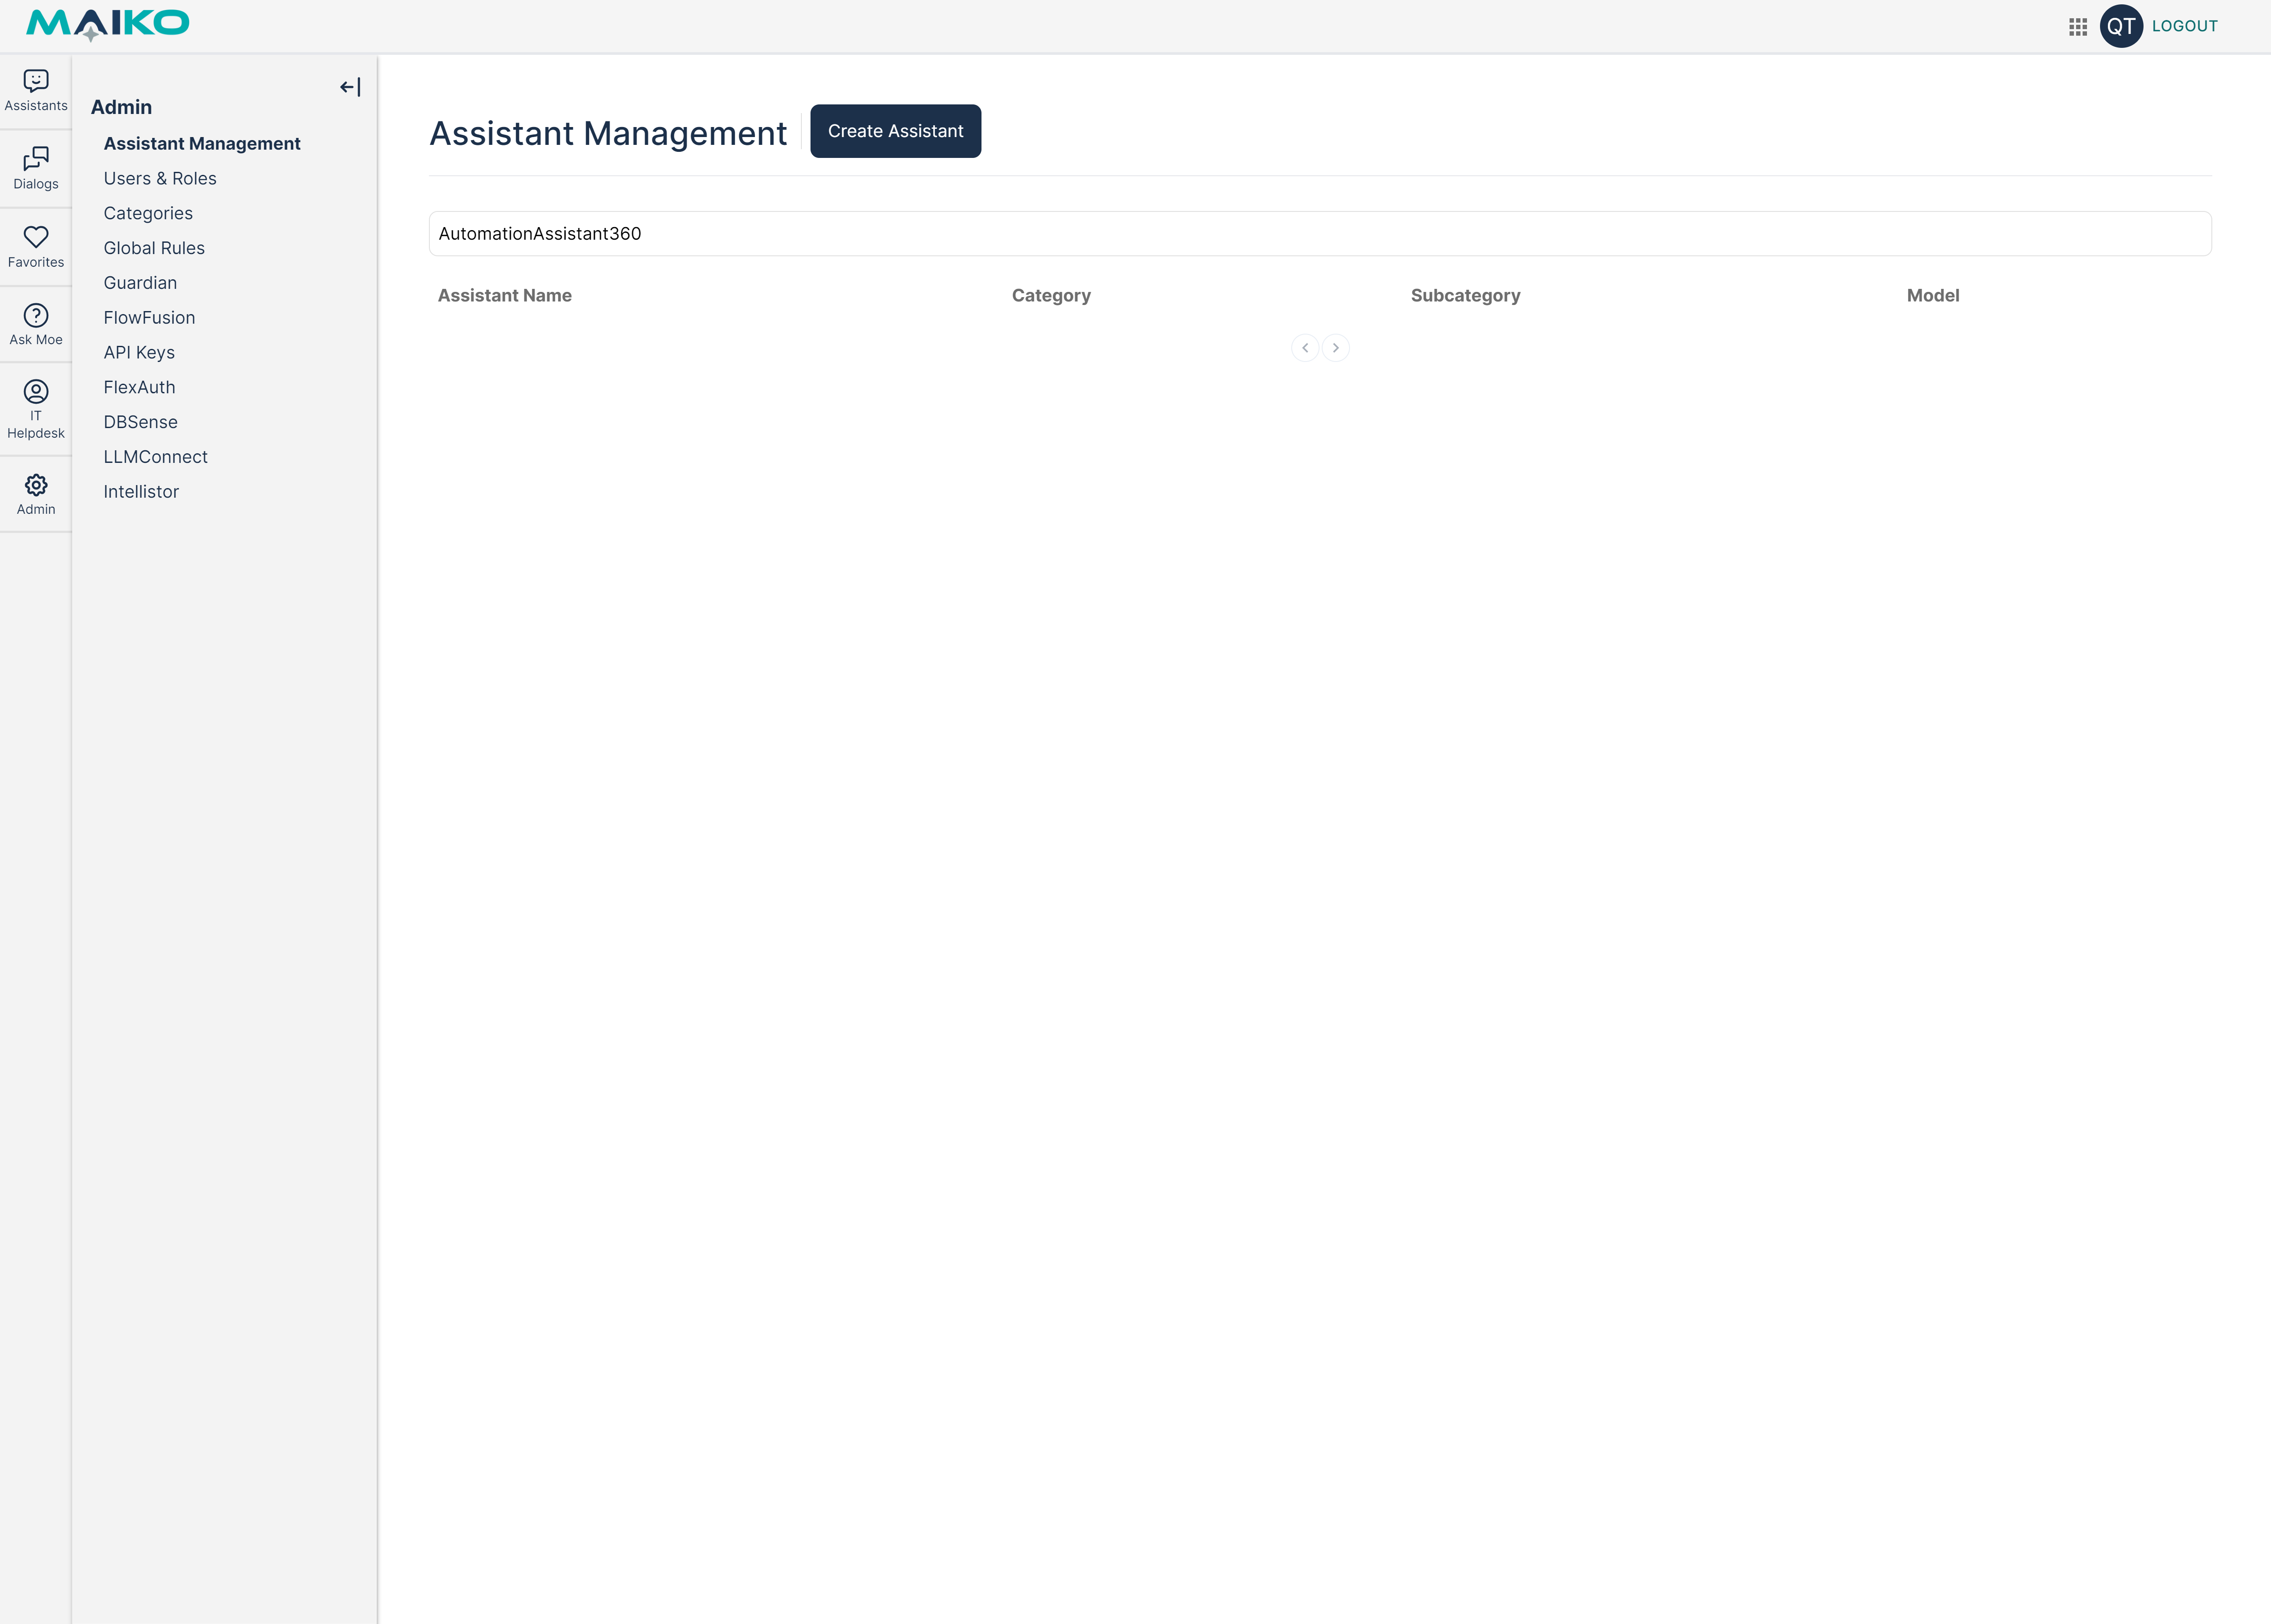 MAIKO
QT
LOGOUT
Assistants
Dialogs
Favorites
Ask Moe
IT
Helpdesk
Admin
Admin
Assistant Management
Users & Roles
Categories
Global Rules
Guardian
FlowFusion
API Keys
FlexAuth
DBSense
LLMConnect
Intellistor
Assistant Management
Create Assistant
AutomationAssistant360
Assistant Name Category Subcategory Model